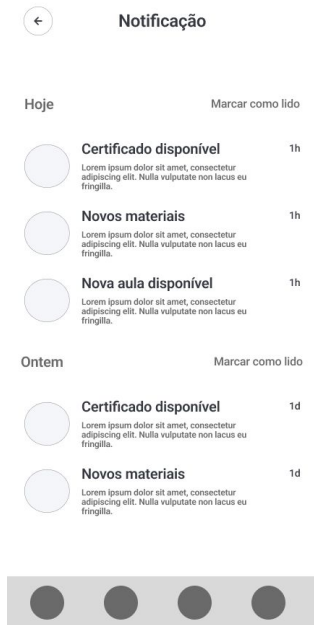 Notificação
Hoje
Marcar como lido
Certificado disponível
1h
Lorem ipsum dolor sit amet, consectetur
adipiscing elit. Nulla vulputate non lacus eu
fringilla.
Novos materiais
1h
Lorem ipsum dolor sit amet, consectetur
adipiscing elit. Nulla vulputate non lacus eu
fringilla.
Nova aula disponível
1h
Lorem ipsum dolor sit amet, consectetur
adipiscing elit. Nulla vulputate non lacus eu
fringilla.
Ontem
Marcar como lido
Certificado disponível
1d
Lorem ipsum dolor sit amet, consectetur
adipiscing elit. Nulla vulputate non lacus eu
fringilla.
Novos materiais
1d
Lorem ipsum dolor sit amet, consectetur
adipiscing elit. Nulla vulputate non lacus eu
fringilla.